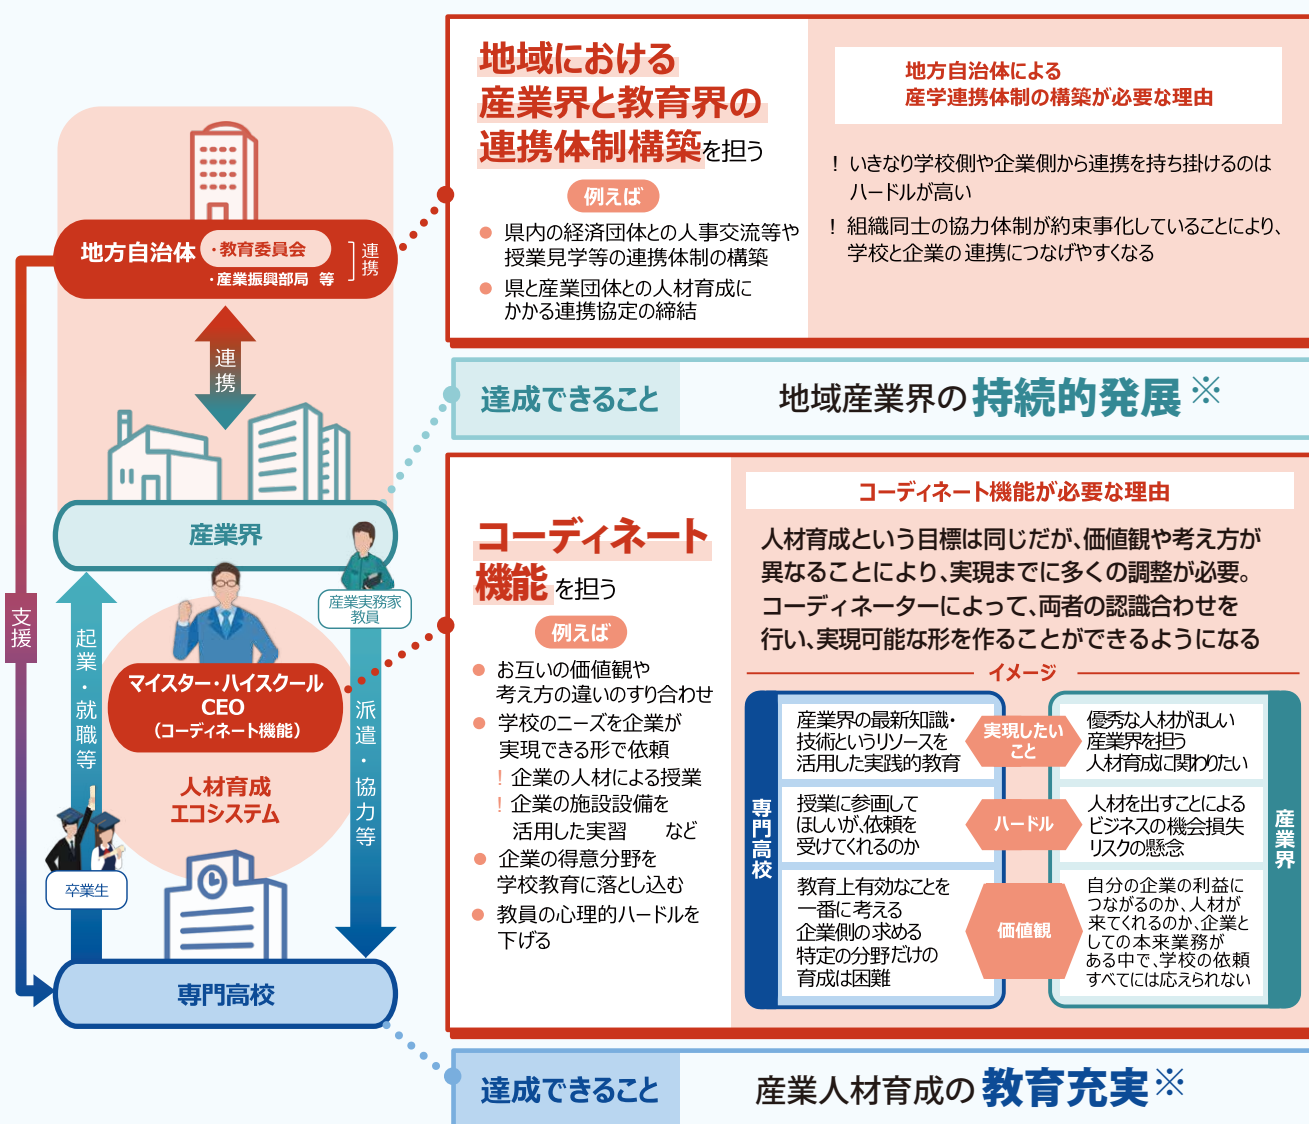 地方自治体
・教育委員会
・産業振興部局 等
連携
連携
産業界
産業実務家
教員
支援
起業・就職等
マイスター・ハイスクール
CEO
（コーディネート機能）
派遣・協力等
人材育成
エコシステム
卒業生
専門高校
地域における
産業界と教育界の
連携体制構築を担う
例えば
● 県内の経済団体との人事交流等や
授業見学等の連携体制の構築
● 県と産業団体との人材育成に
かかる連携協定の締結
地方自治体による
産学連携体制の構築が必要な理由
! いきなり学校側や企業側から連携を持ち掛けるのは
ハードルが高い
! 組織同士の協力体制が約束事化していることにより、
学校と企業の連携につなげやすくなる
達成できること
地域産業界の持続的発展※
コーディネート
機能を担う
例えば
● お互いの価値観や
考え方の違いのすり合わせ
● 学校のニーズを企業が
実現できる形で依頼
! 企業の人材による授業
! 企業の施設設備を
活用した実習 など
● 企業の得意分野を
学校教育に落とし込む
● 教員の心理的ハードルを
下げる
コーディネート機能が必要な理由
人材育成という目標は同じだが、価値観や考え方が
異なることにより、実現までに多くの調整が必要。
コーディネーターによって、両者の認識合わせを
行い、実現可能な形を作ることができるようになる
イメージ
専門高校
産業界の最新知識・
技術というリソースを
活用した実践的教育
実現したい
こと
優秀な人材がほしい
産業界を担う
人材育成に関わりたい
授業に参画して
ほしいが、依頼を
受けてくれるのか
ハードル
人材を出すことによる
ビジネスの機会損失
リスクの懸念
教育上有効なことを
一番に考える
企業側の求める
特定の分野だけの
育成は困難
価値観
自分の企業の利益に
つながるのか、人材が
来てくれるのか、企業と
しての本来業務が
ある中で、学校の依頼
すべてには応えられない
産業界
達成できること
産業人材育成の教育充実※